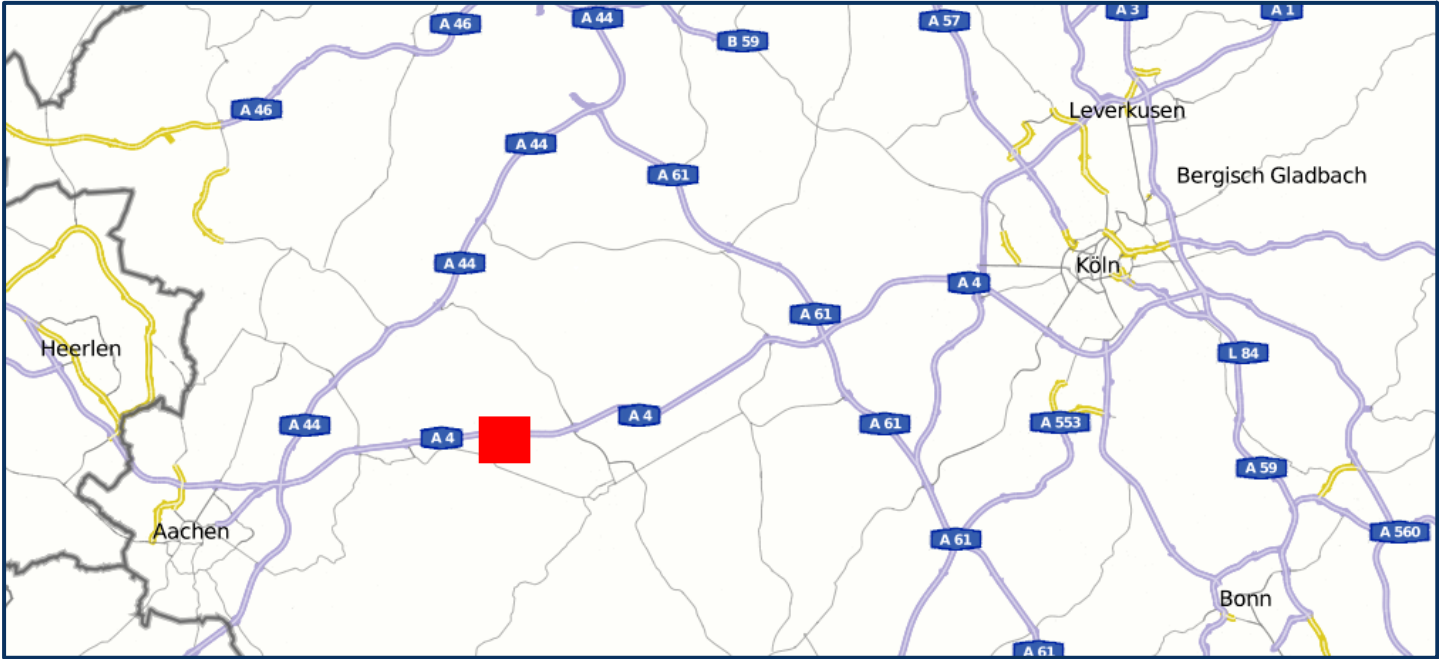 A 46
A 44
A 57
A 3
A 1
B 59
A 46
Leverkusen
A 44
A 61
Bergisch Gladbach
A 44
Köln
A 4
A 61
Heerlen
L 84
A 4
A 44
A 4
A 61
A 553
A 59
Aachen
A 61
A 560
Bonn
A 61